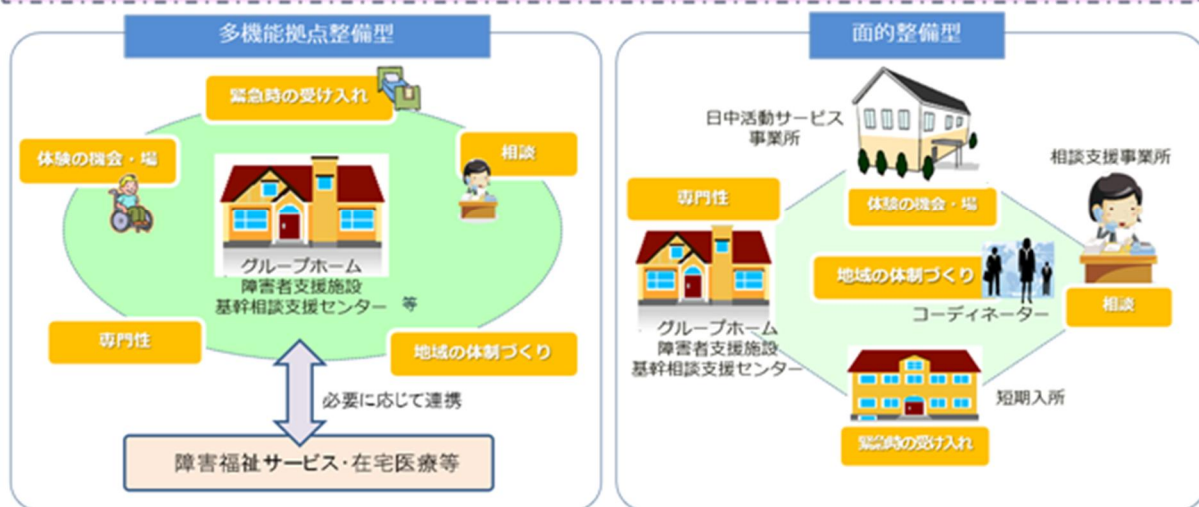 多機能拠点整備型
緊急時の受け入れ
体験の機会・場
相談
グループホーム
障害者支援施設
基幹相談支援センター 等
専門性
地域の体制づくり
必要に応じて連携
障害福祉サービス・在宅医療等
面的整備型
日中活動サービス
事業所
相談支援事業所
専門性
体験の機会・場
地域の体制づくり
コーディネーター
相談
グループホーム
障害者支援施設
基幹相談支援センター
短期入所
緊急時の受け入れ